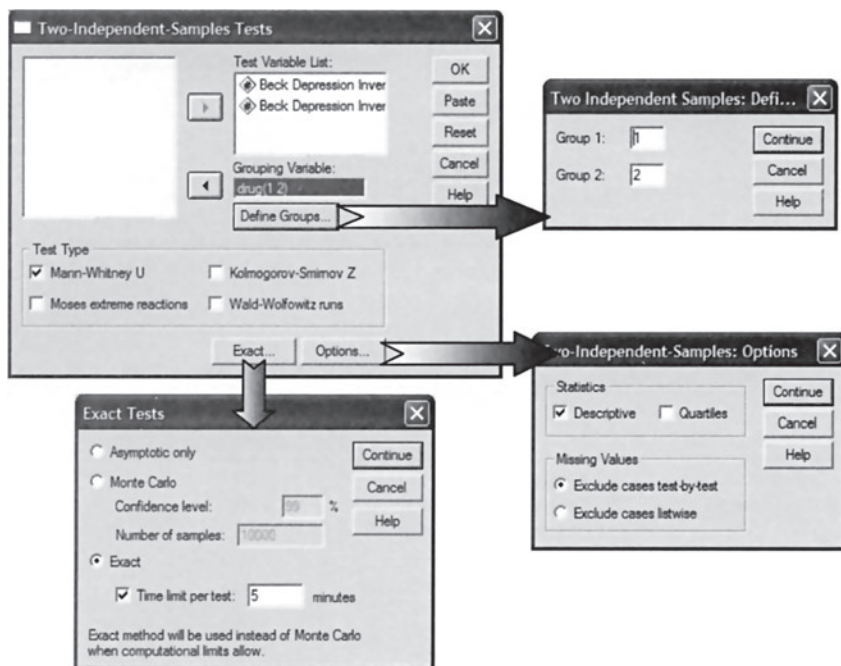 Two-Independent-Samples Tests
Test Variable List:
Beck Depression Inver
Beck Depression Inver
Grouping Variable:
drug(1 2)
Define Groups...
OK
Paste
Reset
Cancel
Help
Test Type
Mann-Whitney U
Kolmogorov-Smirnov Z
Moses extreme reactions
Wald-Wolfowitz runs
Exact...
Options...
Two Independent Samples: Defi...
Group 1: 1
Group 2: 2
Continue
Cancel
Help
Exact Tests
Asymptotic only
Monte Carlo
Confidence level: 99 %
Number of samples: 10000
Exact
Time limit per test: 5 minutes
Exact method will be used instead of Monte Carlo
when computational limits allow.
Continue
Cancel
Help
wo-Independent-Samples: Options
Statistics
Descriptive
Quartiles
Missing Values
Exclude cases test-by-test
Exclude cases listwise
Continue
Cancel
Help